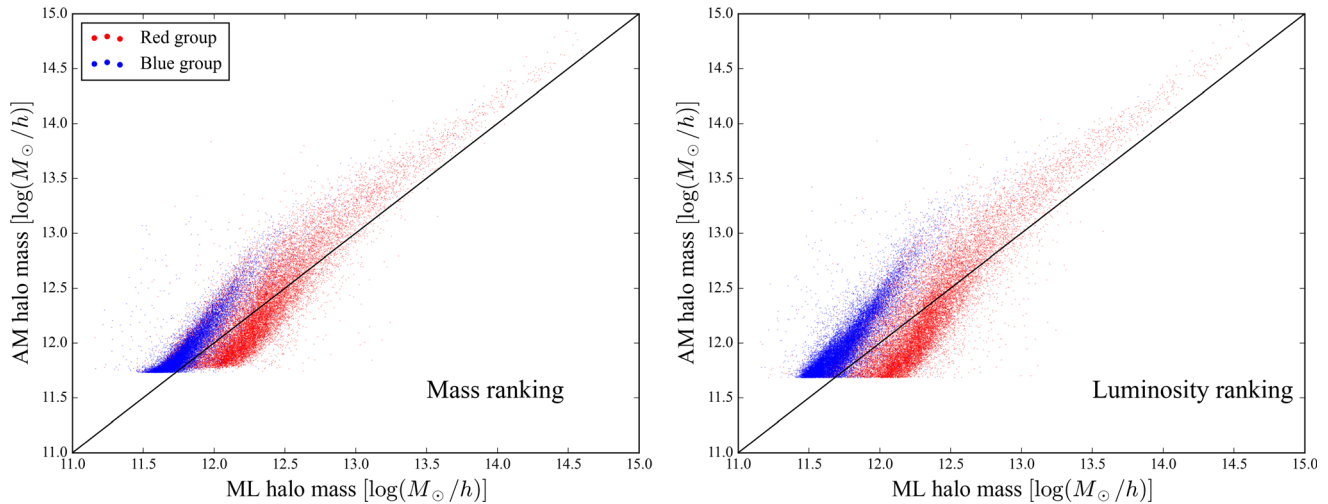 Red group
Blue group
Mass ranking
AM halo mass [log(M⊙/h)]
15.0
14.5
14.0
13.5
13.0
12.5
12.0
11.5
11.0
11.0 11.5 12.0 12.5 13.0 13.5 14.0 14.5 15.0
ML halo mass [log(M⊙/h)]
Luminosity ranking
AM halo mass [log(M⊙/h)]
15.0
14.5
14.0
13.5
13.0
12.5
12.0
11.5
11.0
11.0 11.5 12.0 12.5 13.0 13.5 14.0 14.5 15.0
ML halo mass [log(M⊙/h)]